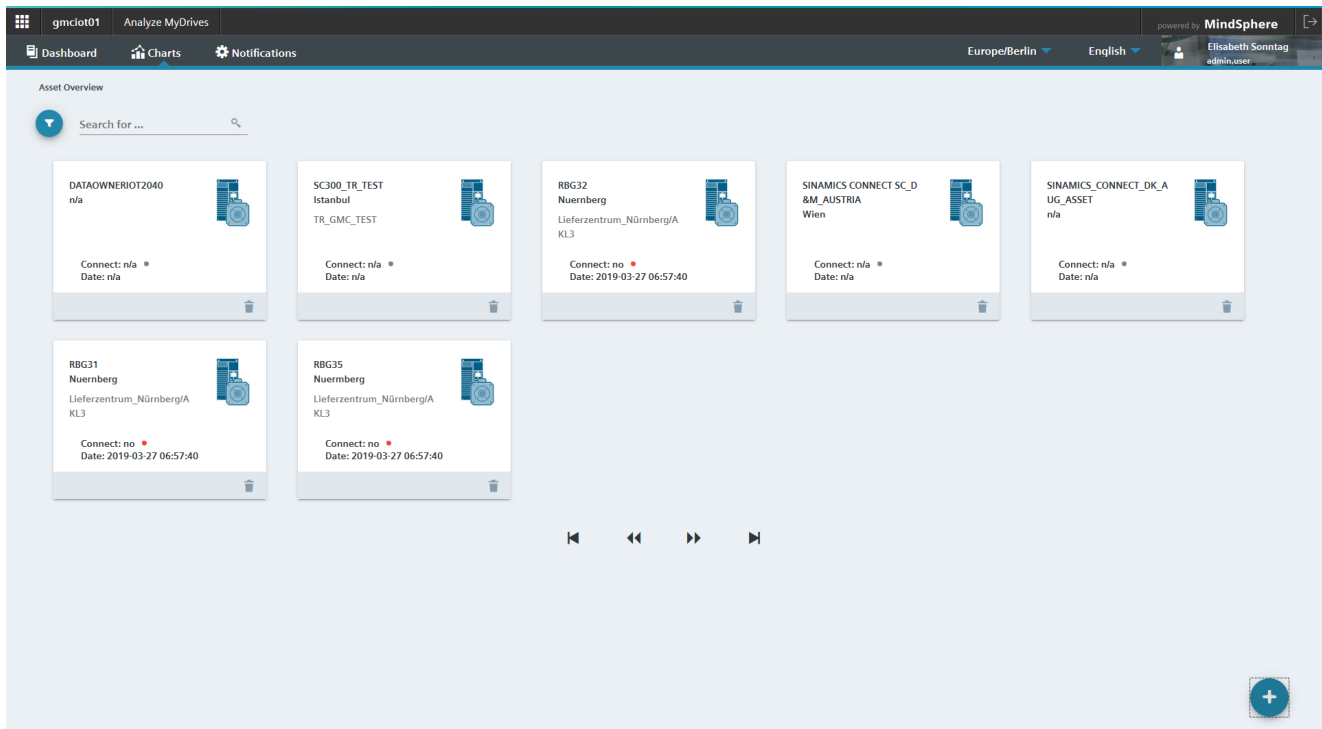 gmciot01 Analyze MyDrives powered by MindSphere
Dashboard Charts Notifications Europe/Berlin English Elisabeth Sonntag
admin,user
Asset Overview
Search for ...
DATAOWNERIOT2040
n/a
Connect: n/a
Date: n/a
SC300_TR_TEST
Istanbul
TR_GMC_TEST
Connect: n/a
Date: n/a
RBG32
Nuernberg
Lieferzentrum_Nürnberg/A
KL3
Connect: no
Date: 2019-03-27 06:57:40
SINAMICS CONNECT SC_D
&M_AUSTRIA
Wien
Connect: n/a
Date: n/a
SINAMICS_CONNECT_DK_A
UG_ASSET
n/a
Connect: n/a
Date: n/a
RBG31
Nuernberg
Lieferzentrum_Nürnberg/A
KL3
Connect: no
Date: 2019-03-27 06:57:40
RBG35
Nuermberg
Lieferzentrum_Nürnberg/A
KL3
Connect: no
Date: 2019-03-27 06:57:40